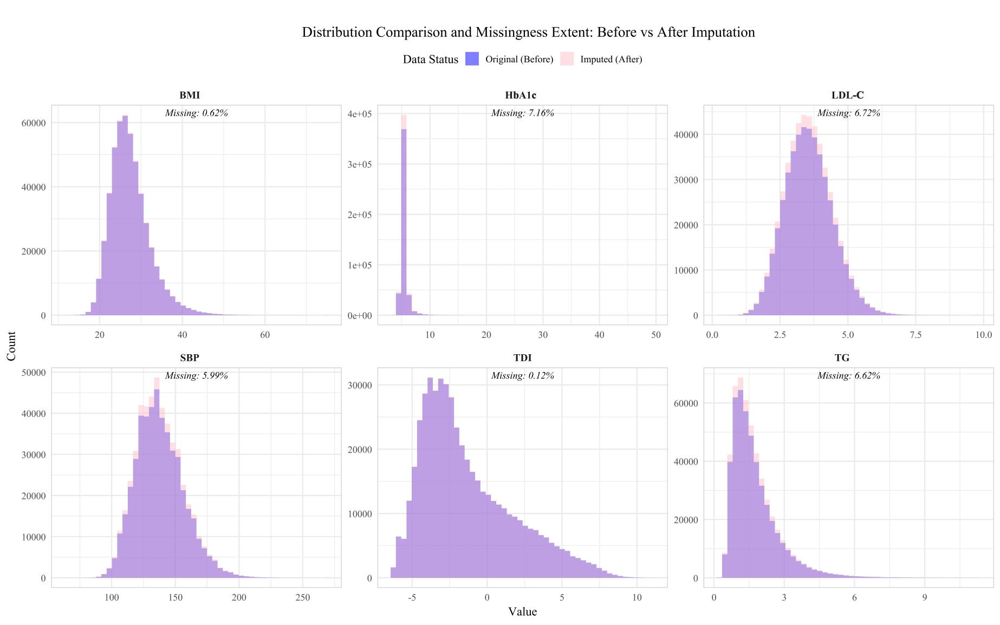 Distribution Comparison and Missingness Extent: Before vs After Imputation
Data Status Original (Before) Imputed (After)
BMI
Missing: 0.62%
60000
40000
20000
0
20 40 60
HbA1c
Missing: 7.16%
4e+05
3e+05
2e+05
1e+05
0e+00
10 20 30 40 50
LDL-C
Missing: 6.72%
40000
30000
20000
10000
0
0.0 2.5 5.0 7.5 10.0
Count
SBP
Missing: 5.99%
50000
40000
30000
20000
10000
0
100 150 200 250
TDI
Missing: 0.12%
30000
20000
10000
0
-5 0 5 10
TG
Missing: 6.62%
60000
40000
20000
0
0 3 6 9
Value